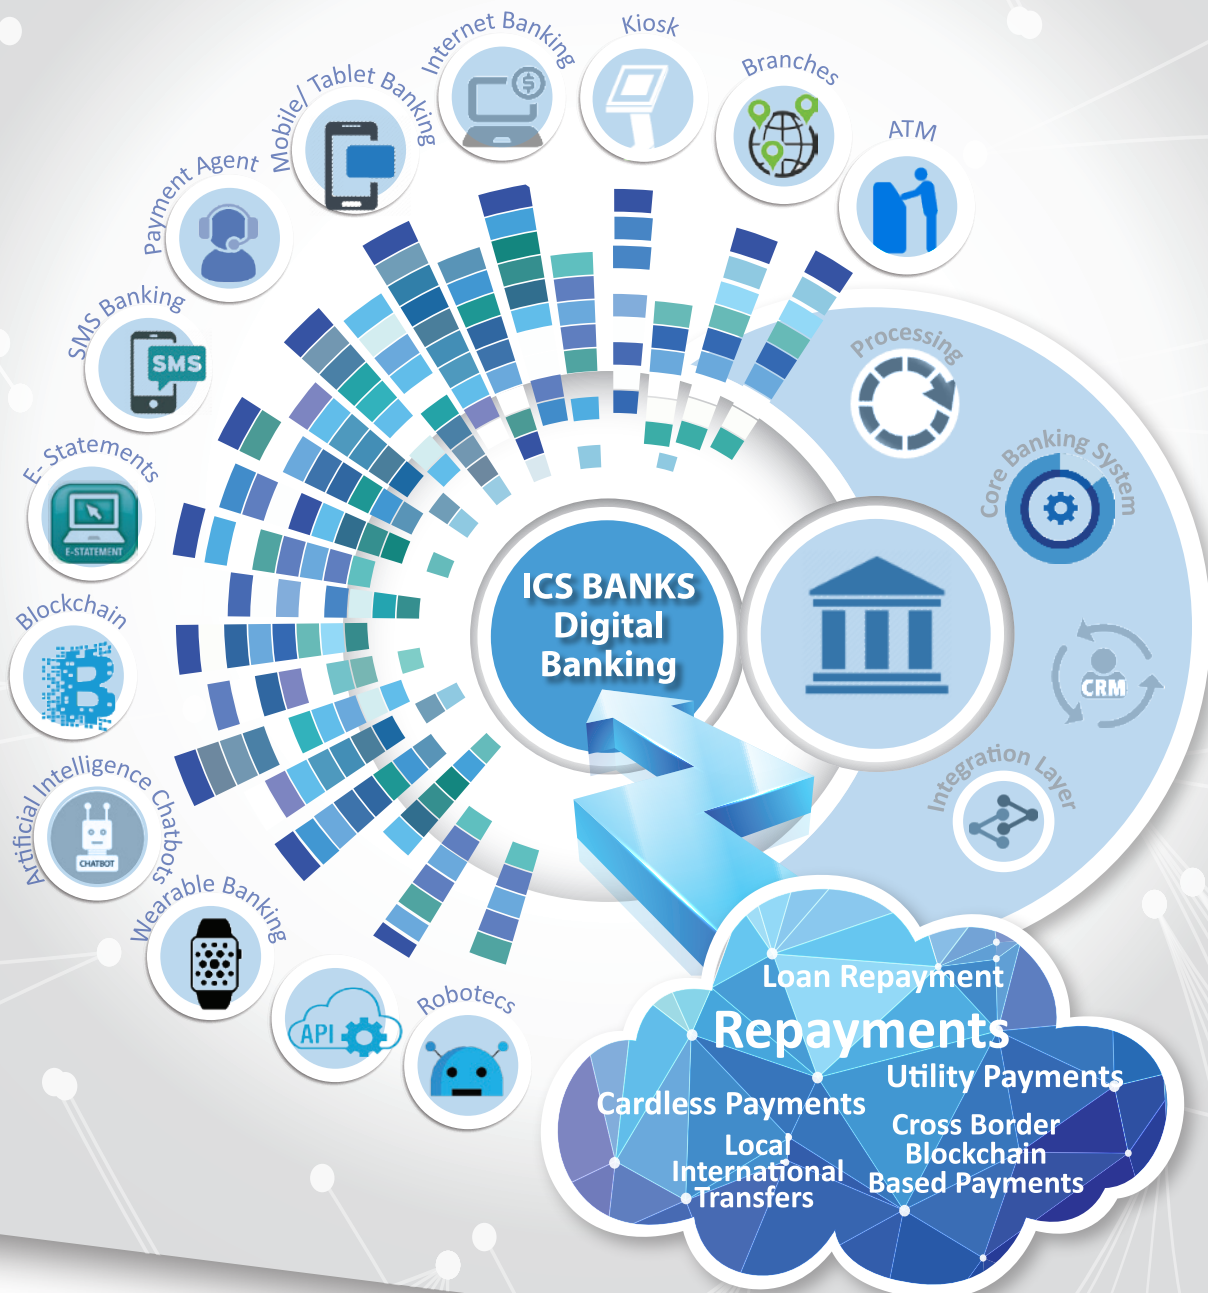 Internet Banking
Kiosk
Branches
ATM
Mobile/ Tablet Banking
Payment Agent
SMS Banking
SMS
E- Statements
E-STATEMENT
Blockchain
B
Artificial Intelligence Chatbots
CHATBOT
Wearable Banking
API
Robotecs
Processing
Core Banking System
CRM
Integration Layer
ICS BANKS
Digital
Banking
Loan Repayment
Repayments
Utility Payments
Cardless Payments
Cross Border
Blockchain
Based Payments
Local
International
Transfers